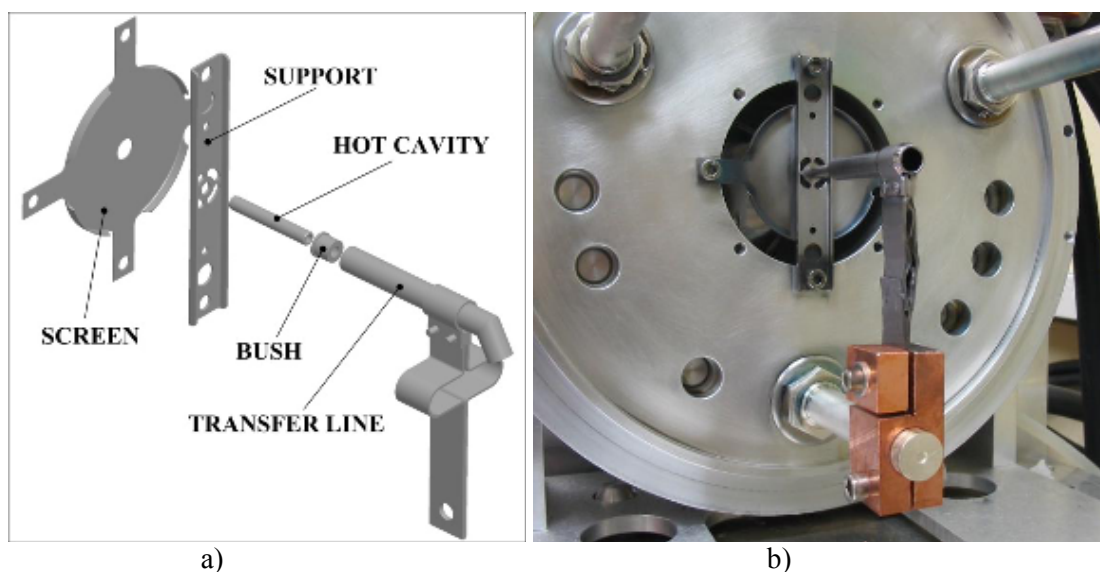 SUPPORT
HOT CAVITY
SCREEN
BUSH
TRANSFER LINE
a)
b)